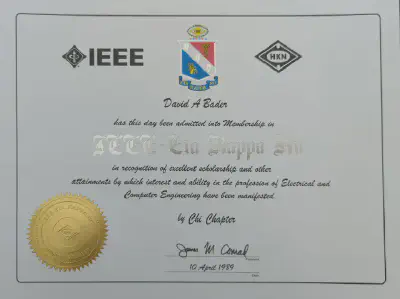 IEEE
HKN
David A Bader
has this day been admitted into Membership in
IEEE-Eta Kappa Nu
in recognition of excellent scholarship and other
attainments by which interest and ability in the profession of Electrical and
Computer Engineering have been manifested.
by Chi Chapter
James M Conrad
10 April 1989